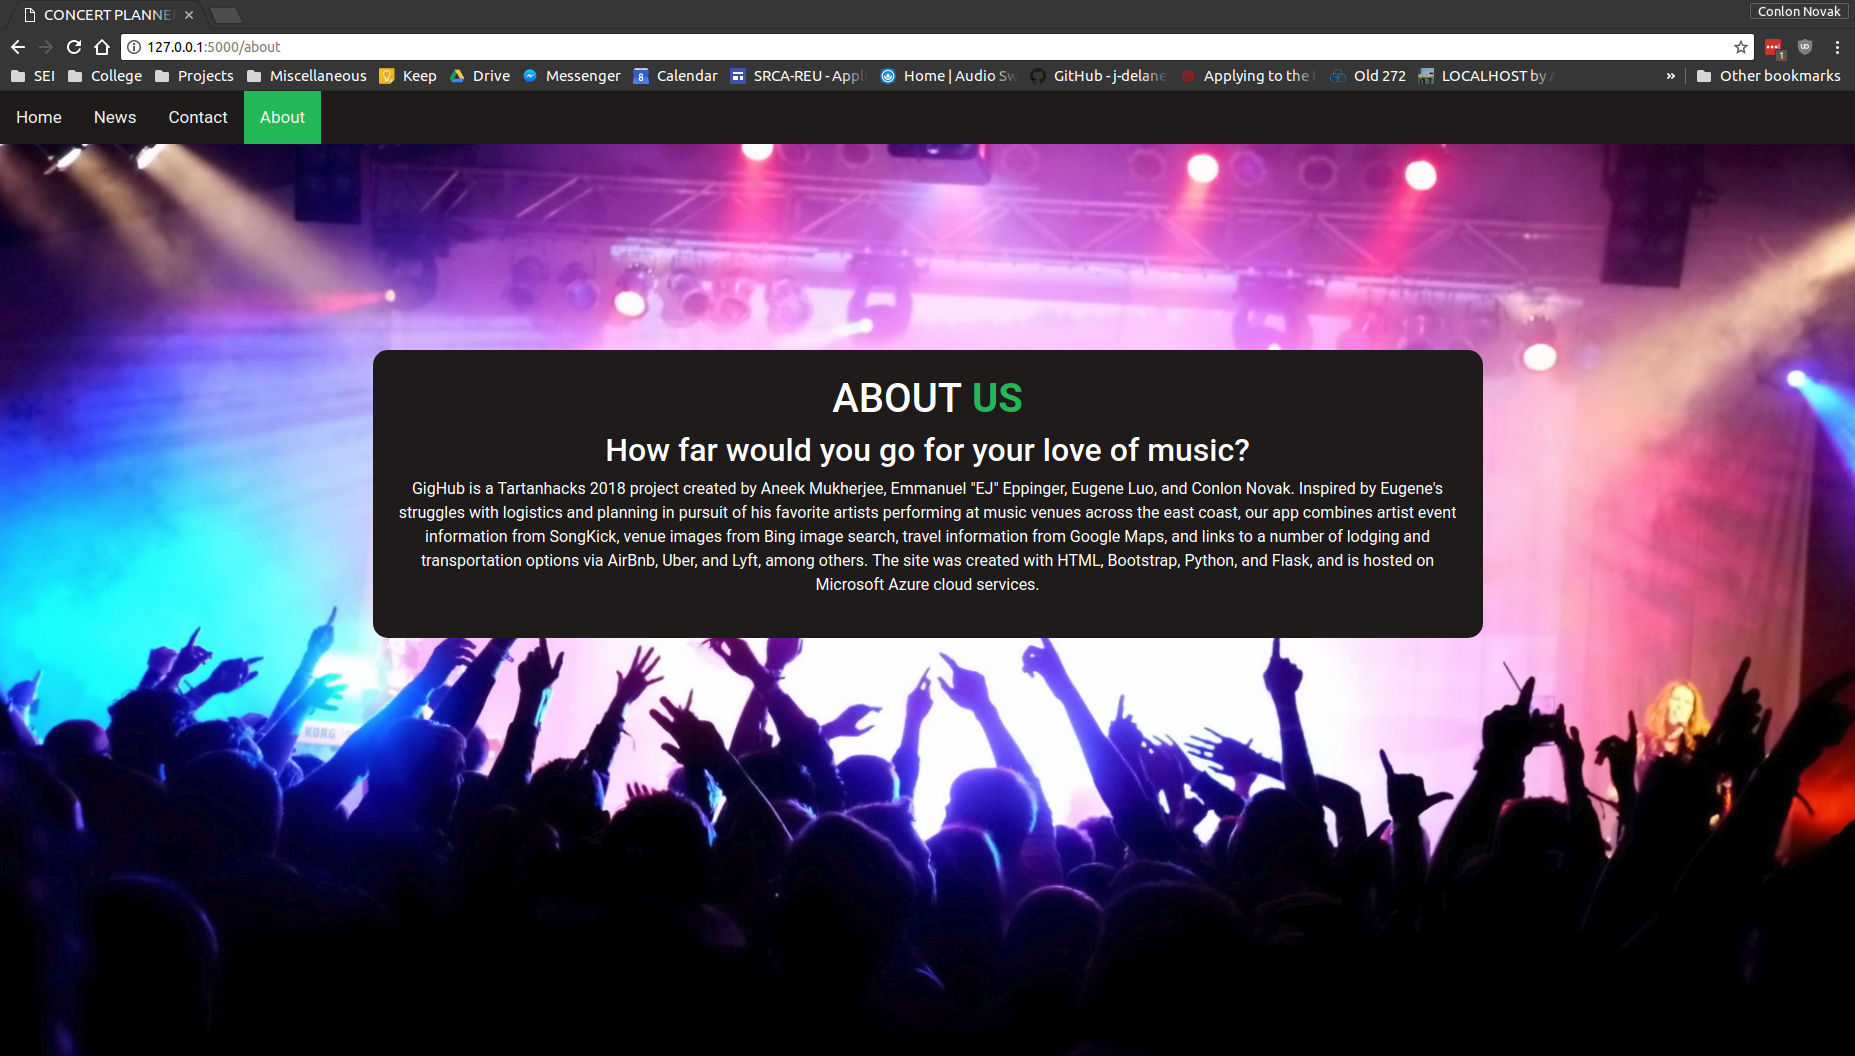 CONCERT PLANNE
Conlon Novak
127.0.0.1:5000/about
SEI College Projects Miscellaneous Keep Drive Messenger Calendar SRCA-REU - Appl Home | Audio Sw GitHub - j-delane Applying to the Old 272 LOCALHOST by » Other bookmarks
Home News Contact About
ABOUT US
How far would you go for your love of music?
GigHub is a Tartanhacks 2018 project created by Aneek Mukherjee, Emmanuel "EJ" Eppinger, Eugene Luo, and Conlon Novak. Inspired by Eugene's
struggles with logistics and planning in pursuit of his favorite artists performing at music venues across the east coast, our app combines artist event
information from SongKick, venue images from Bing image search, travel information from Google Maps, and links to a number of lodging and
transportation options via AirBnb, Uber, and Lyft, among others. The site was created with HTML, Bootstrap, Python, and Flask, and is hosted on
Microsoft Azure cloud services.
KORG